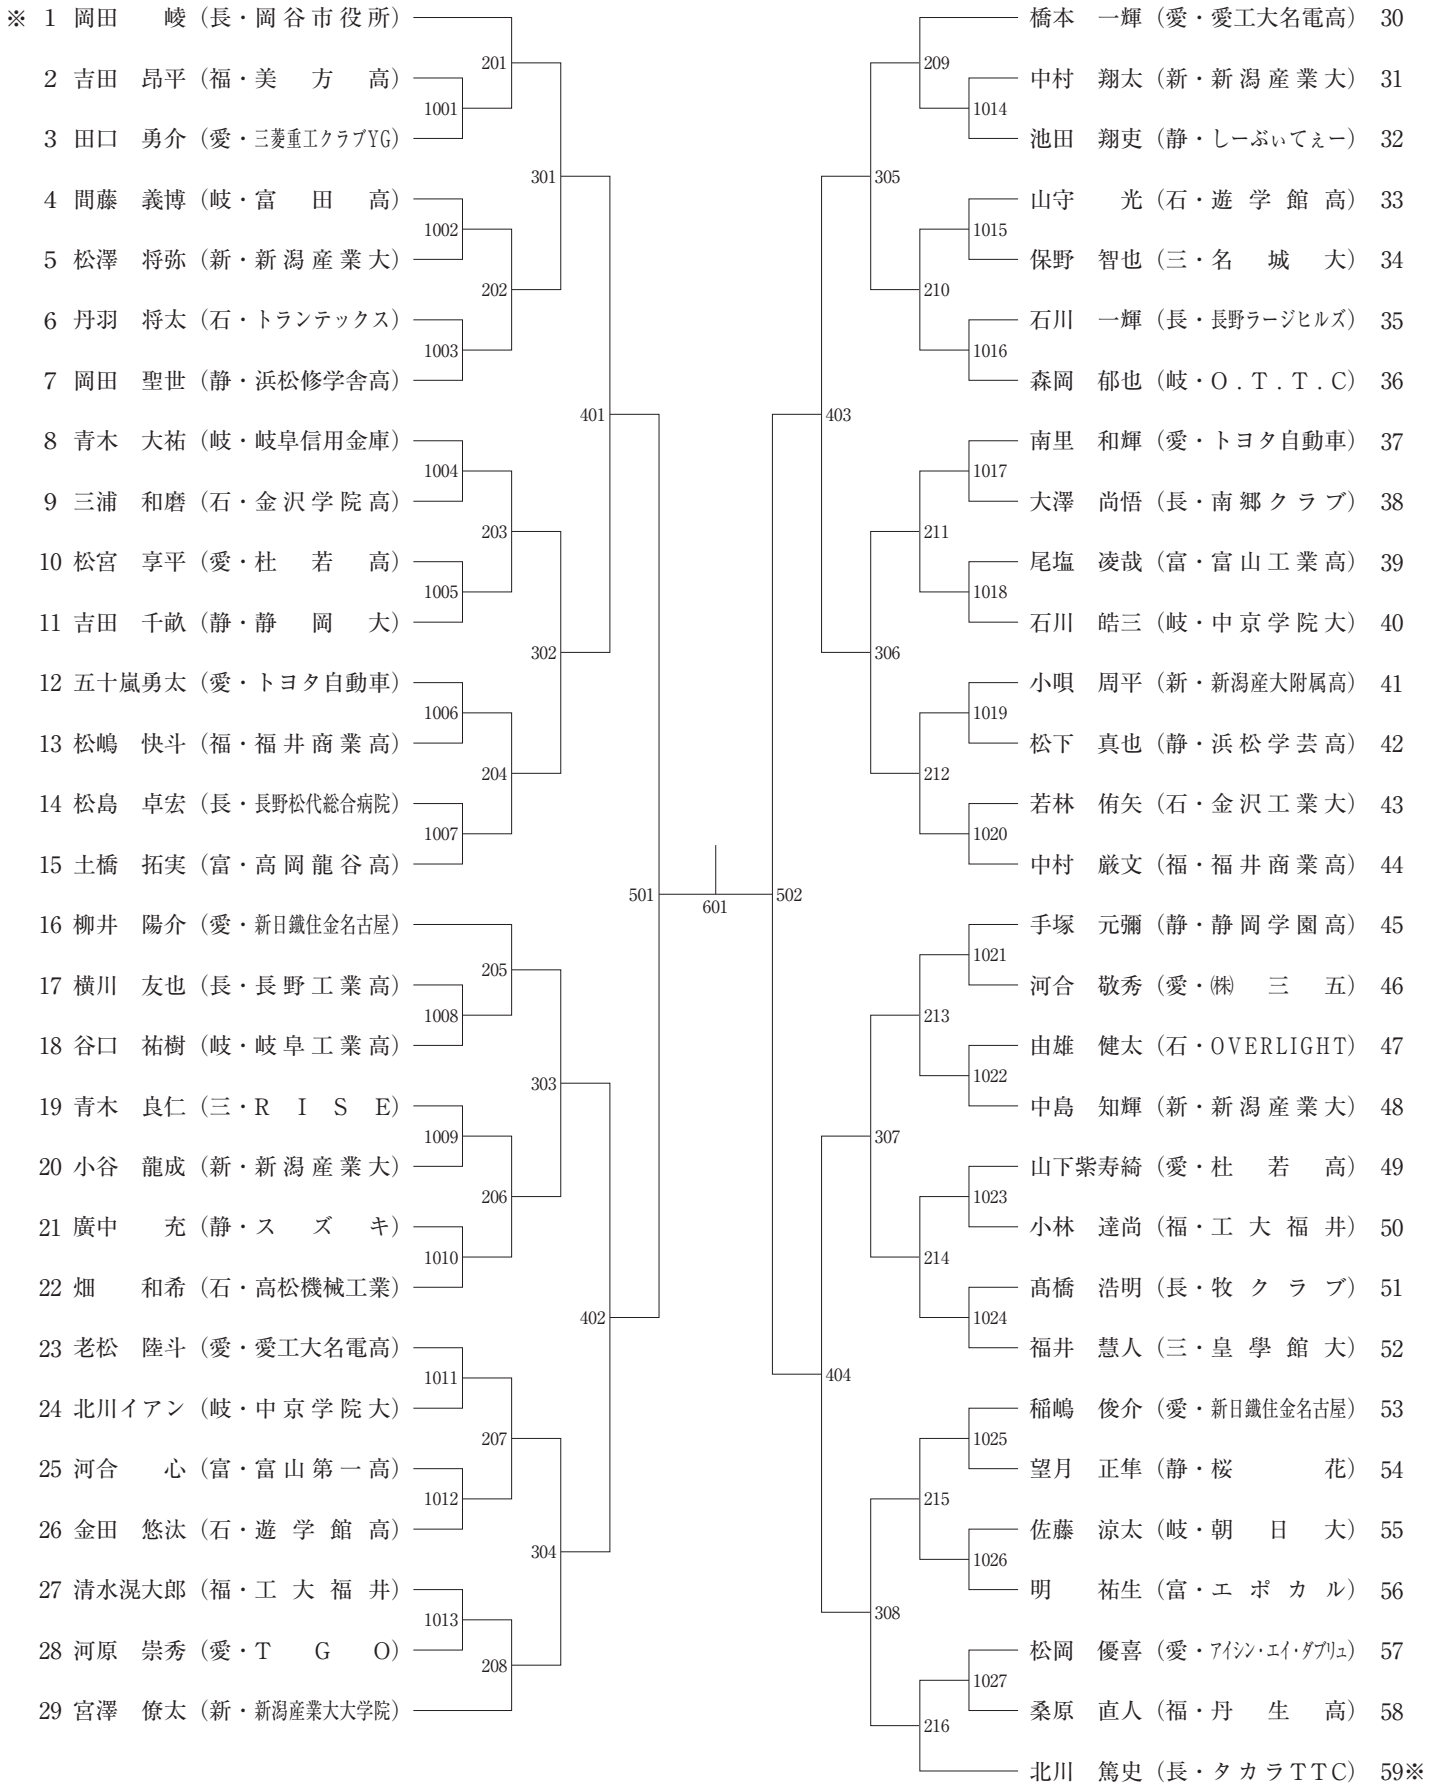 ※ 1 岡田 崚（長・岡谷市役所）
2 吉田 昂平（福・美方高）
3 田口 勇介（愛・三菱重工クラブYG）
4 間藤 義博（岐・富田高）
5 松澤 将弥（新・新潟産業大）
6 丹羽 将太（石・トランテックス）
7 岡田 聖世（静・浜松修学舎高）
8 青木 大祐（岐・岐阜信用金庫）
9 三浦 和磨（石・金沢学院高）
10 松宮 享平（愛・杜若高）
11 吉田 千畝（静・静岡大）
12 五十嵐勇太（愛・トヨタ自動車）
13 松嶋 快斗（福・福井商業高）
14 松島 卓宏（長・長野松代総合病院）
15 土橋 拓実（富・高岡龍谷高）
16 柳井 陽介（愛・新日鐵住金名古屋）
17 横川 友也（長・長野工業高）
18 谷口 祐樹（岐・岐阜工業高）
19 青木 良仁（三・RISE）
20 小谷 龍成（新・新潟産業大）
21 廣中 充（静・スズキ）
22 畑 和希（石・高松機械工業）
23 老松 陸斗（愛・愛工大名電高）
24 北川イアン（岐・中京学院大）
25 河合 心（富・富山第一高）
26 金田 悠汰（石・遊学館高）
27 清水滉大郎（福・工大福井）
28 河原 崇秀（愛・TGO）
29 宮澤 僚太（新・新潟産業大大学院）
1001
1002
1003
1004
1005
1006
1007
1008
1009
1010
1011
1012
1013
201
202
203
204
205
206
207
208
301
302
303
304
401
402
501
601
502
403
404
305
306
307
308
209
210
211
212
213
214
215
216
1014
1015
1016
1017
1018
1019
1020
1021
1022
1023
1024
1025
1026
1027
橋本 一輝（愛・愛工大名電高） 30
中村 翔太（新・新潟産業大） 31
池田 翔吏（静・しーぶぃてぇー） 32
山守 光（石・遊学館高） 33
保野 智也（三・名城大） 34
石川 一輝（長・長野ラージヒルズ） 35
森岡 郁也（岐・O.T.T.C） 36
南里 和輝（愛・トヨタ自動車） 37
大澤 尚悟（長・南郷クラブ） 38
尾塩 凌哉（富・富山工業高） 39
石川 皓三（岐・中京学院大） 40
小唄 周平（新・新潟産大附属高） 41
松下 真也（静・浜松学芸高） 42
若林 侑矢（石・金沢工業大） 43
中村 厳文（福・福井商業高） 44
手塚 元彌（静・静岡学園高） 45
河合 敬秀（愛・㈱三五） 46
由雄 健太（石・OVERLIGHT） 47
中島 知輝（新・新潟産業大） 48
山下紫寿綺（愛・杜若高） 49
小林 達尚（福・工大福井） 50
髙橋 浩明（長・牧クラブ） 51
福井 慧人（三・皇學館大） 52
稲嶋 俊介（愛・新日鐵住金名古屋） 53
望月 正隼（静・桜花） 54
佐藤 涼太（岐・朝日大） 55
明 祐生（富・エポカル） 56
松岡 優喜（愛・アイシン・エイ・ダブリュ） 57
桑原 直人（福・丹生高） 58
北川 篤史（長・タカラTTC） 59※